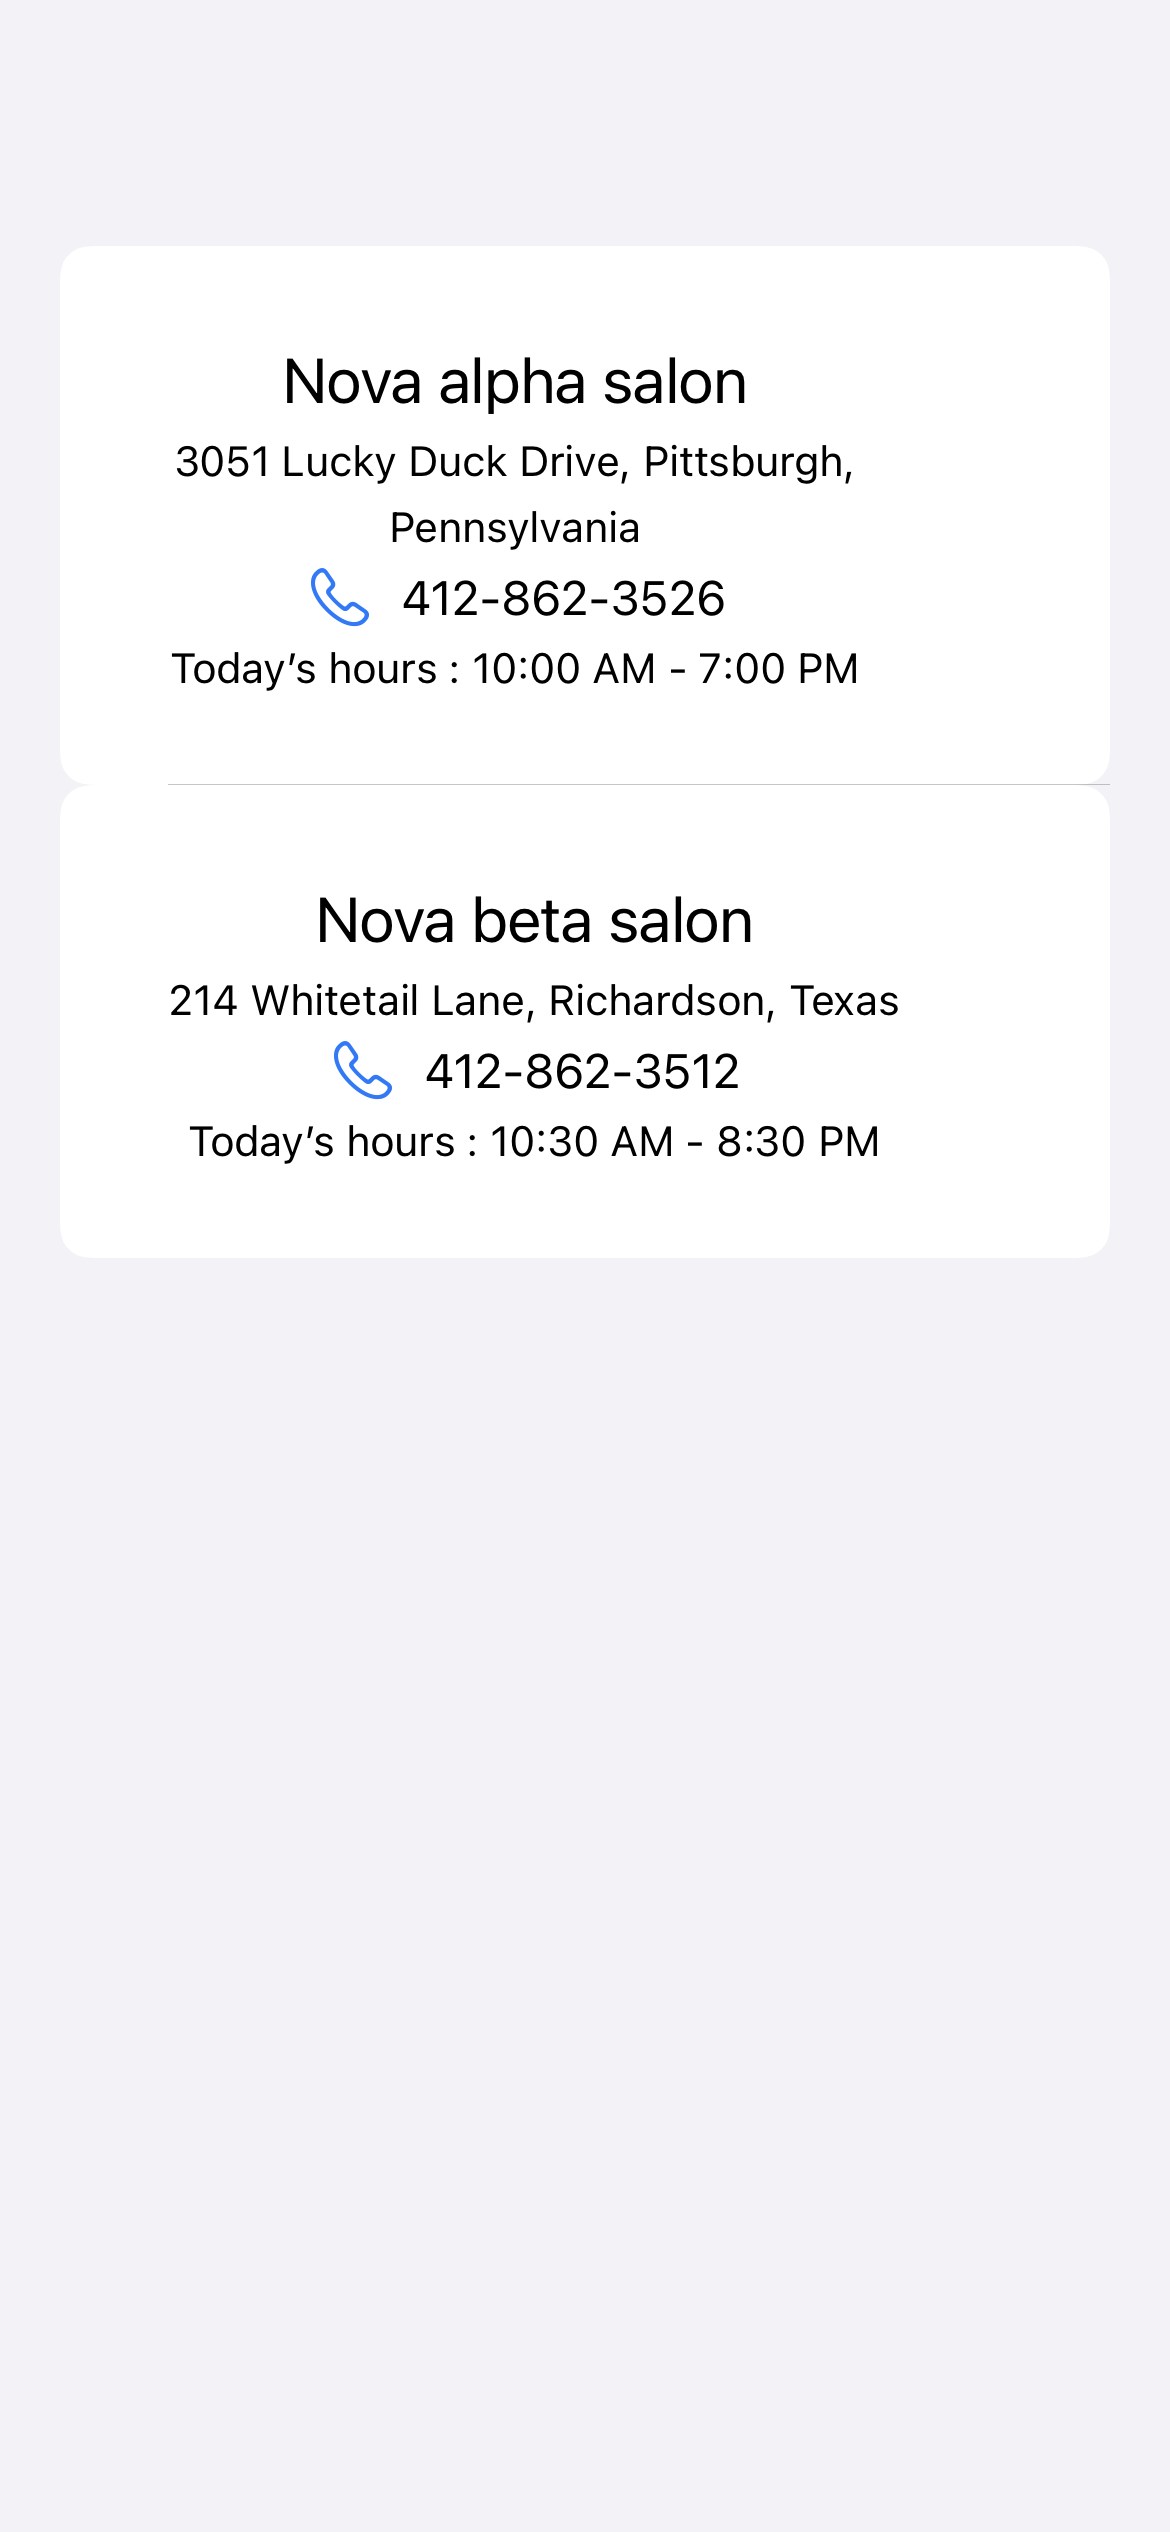 Nova alpha salon
3051 Lucky Duck Drive, Pittsburgh,
Pennsylvania
412-862-3526
Today’s hours : 10:00 AM - 7:00 PM
Nova beta salon
214 Whitetail Lane, Richardson, Texas
412-862-3512
Today’s hours : 10:30 AM - 8:30 PM